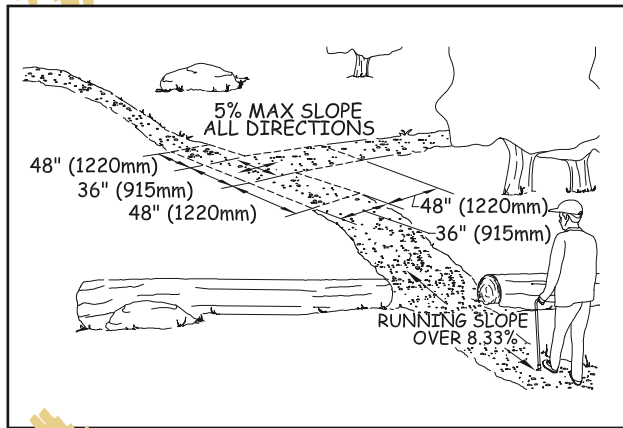 5% MAX SLOPE
ALL DIRECTIONS
48" (1220mm)
36" (915mm)
48" (1220mm)
48" (1220mm)
36" (915mm)
RUNNING SLOPE
OVER 8.33%